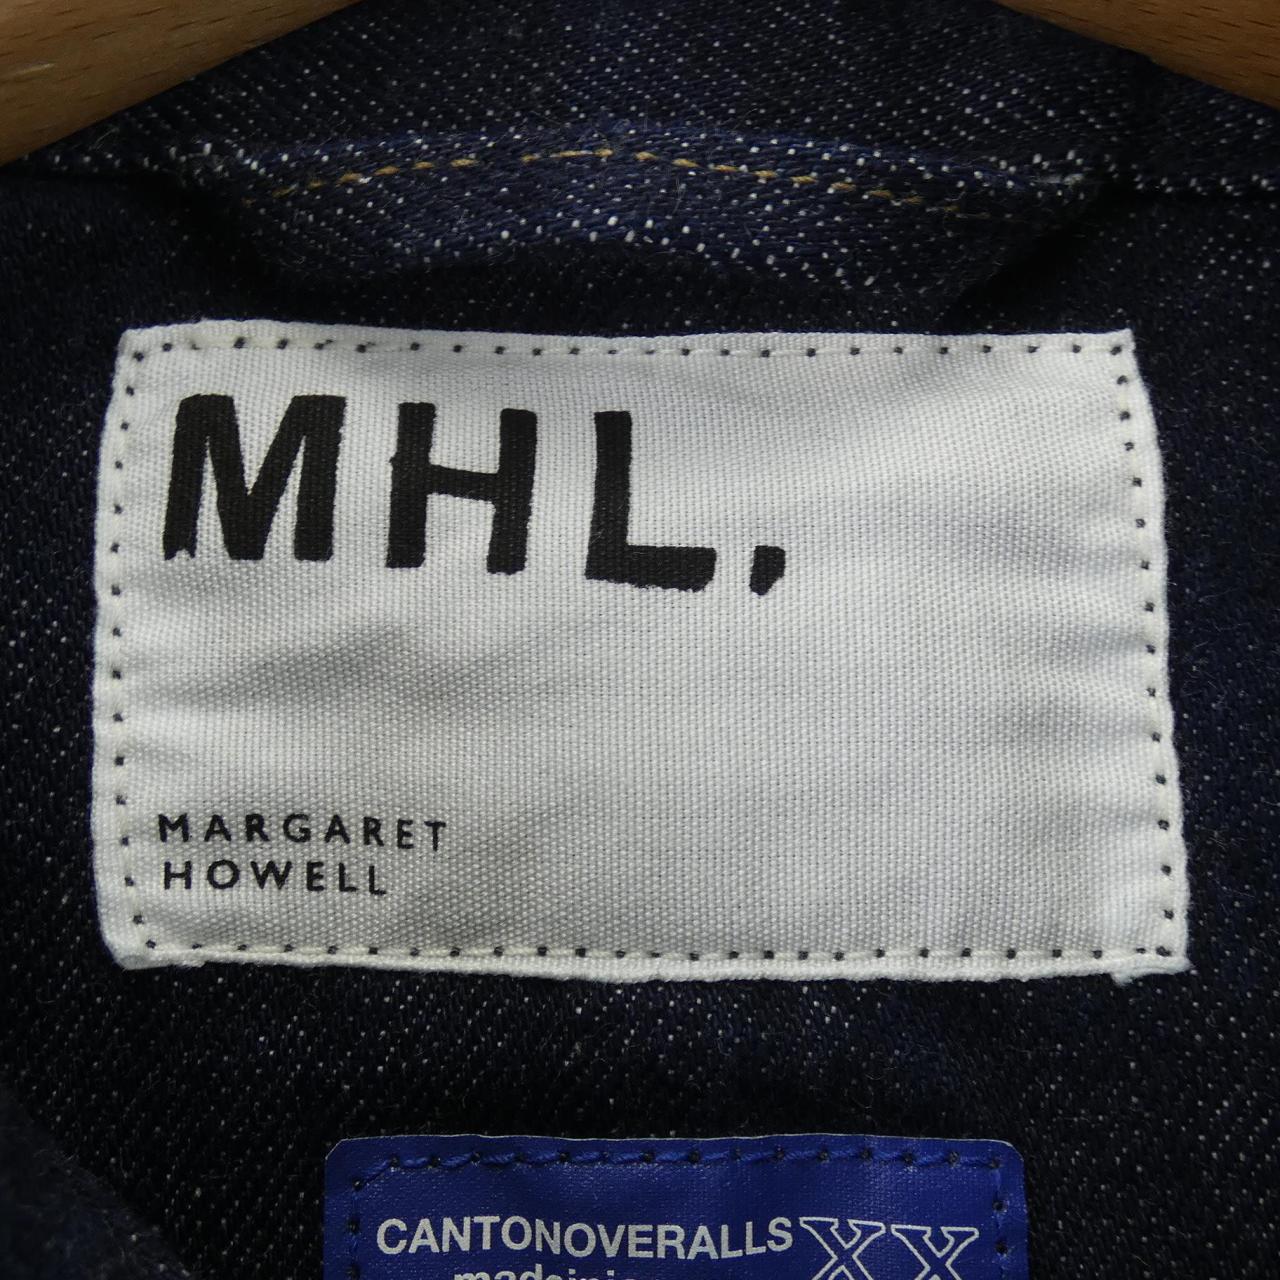 MHL.
MARGARET
HOWELL
CANTONOVERALLS XX